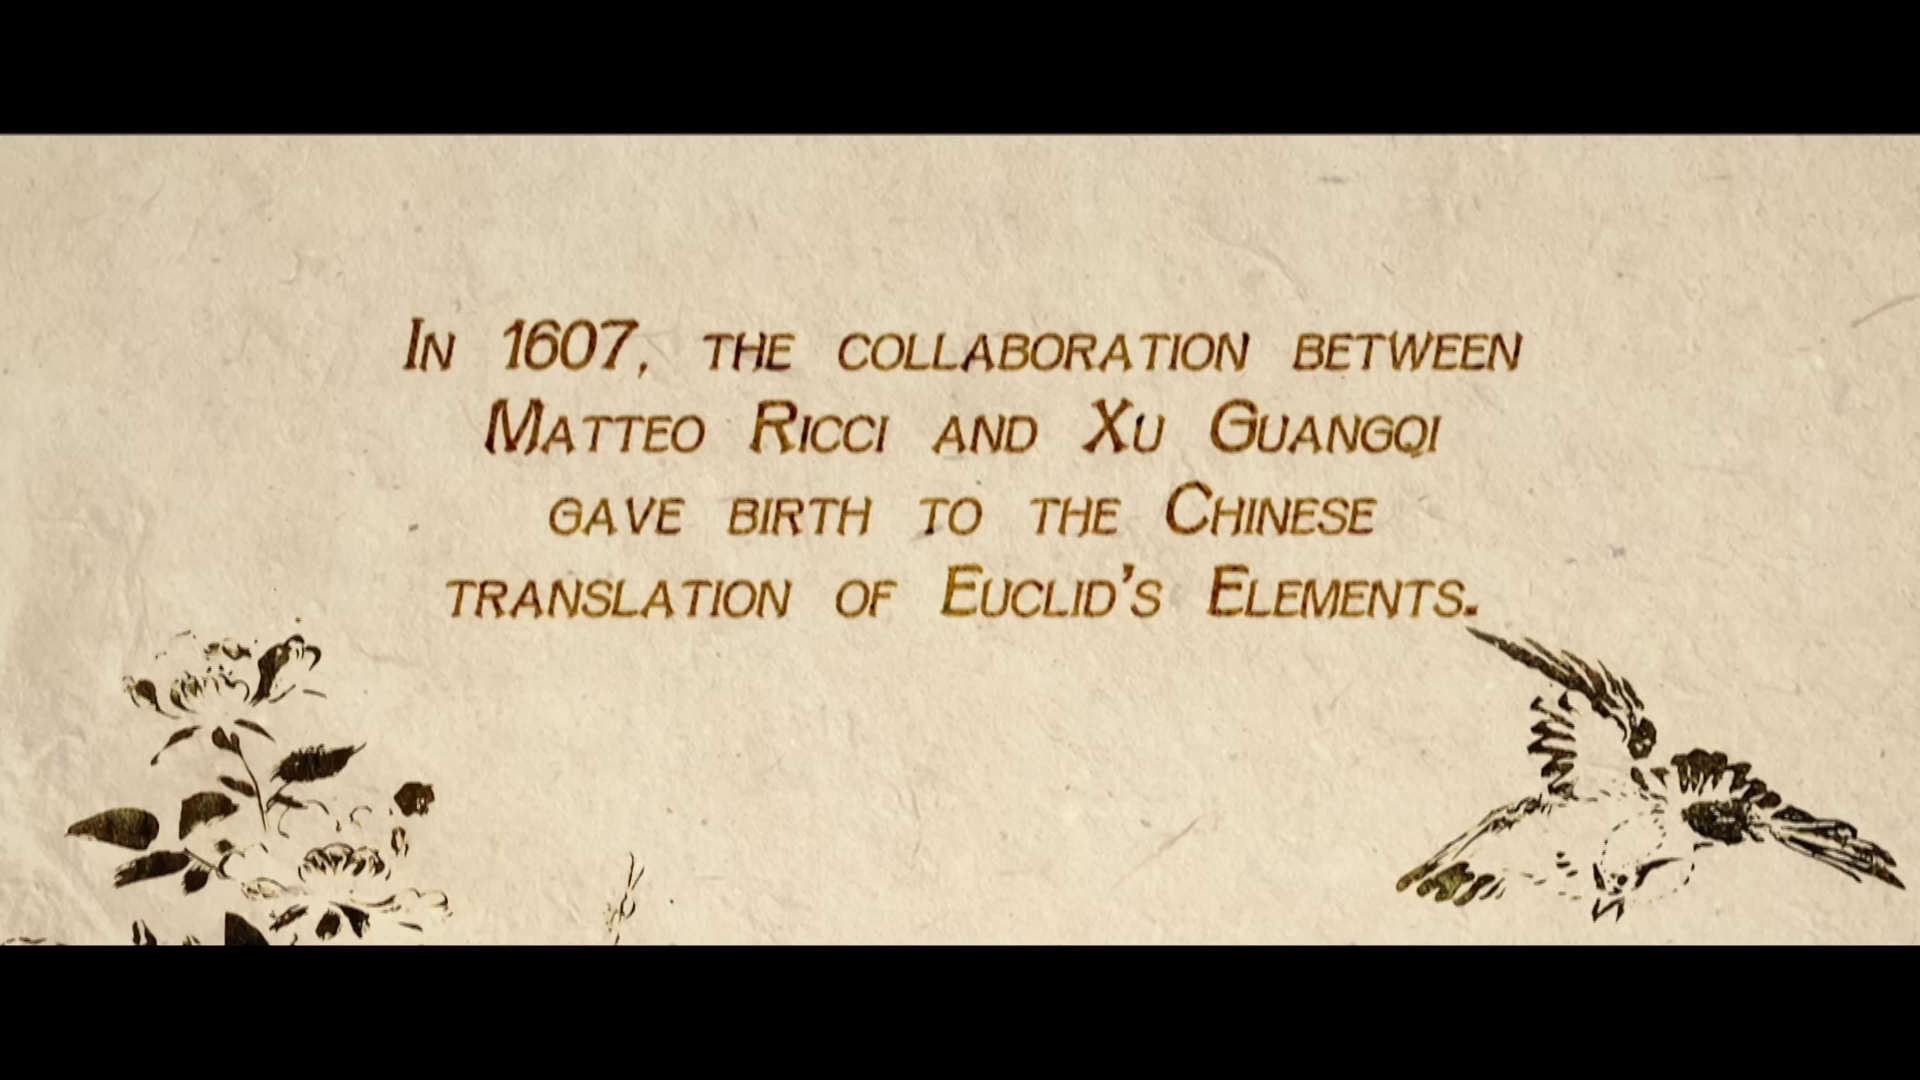 In 1607, the collaboration between
Matteo Ricci and Xu Guangqi
gave birth to the Chinese
translation of Euclid's Elements.